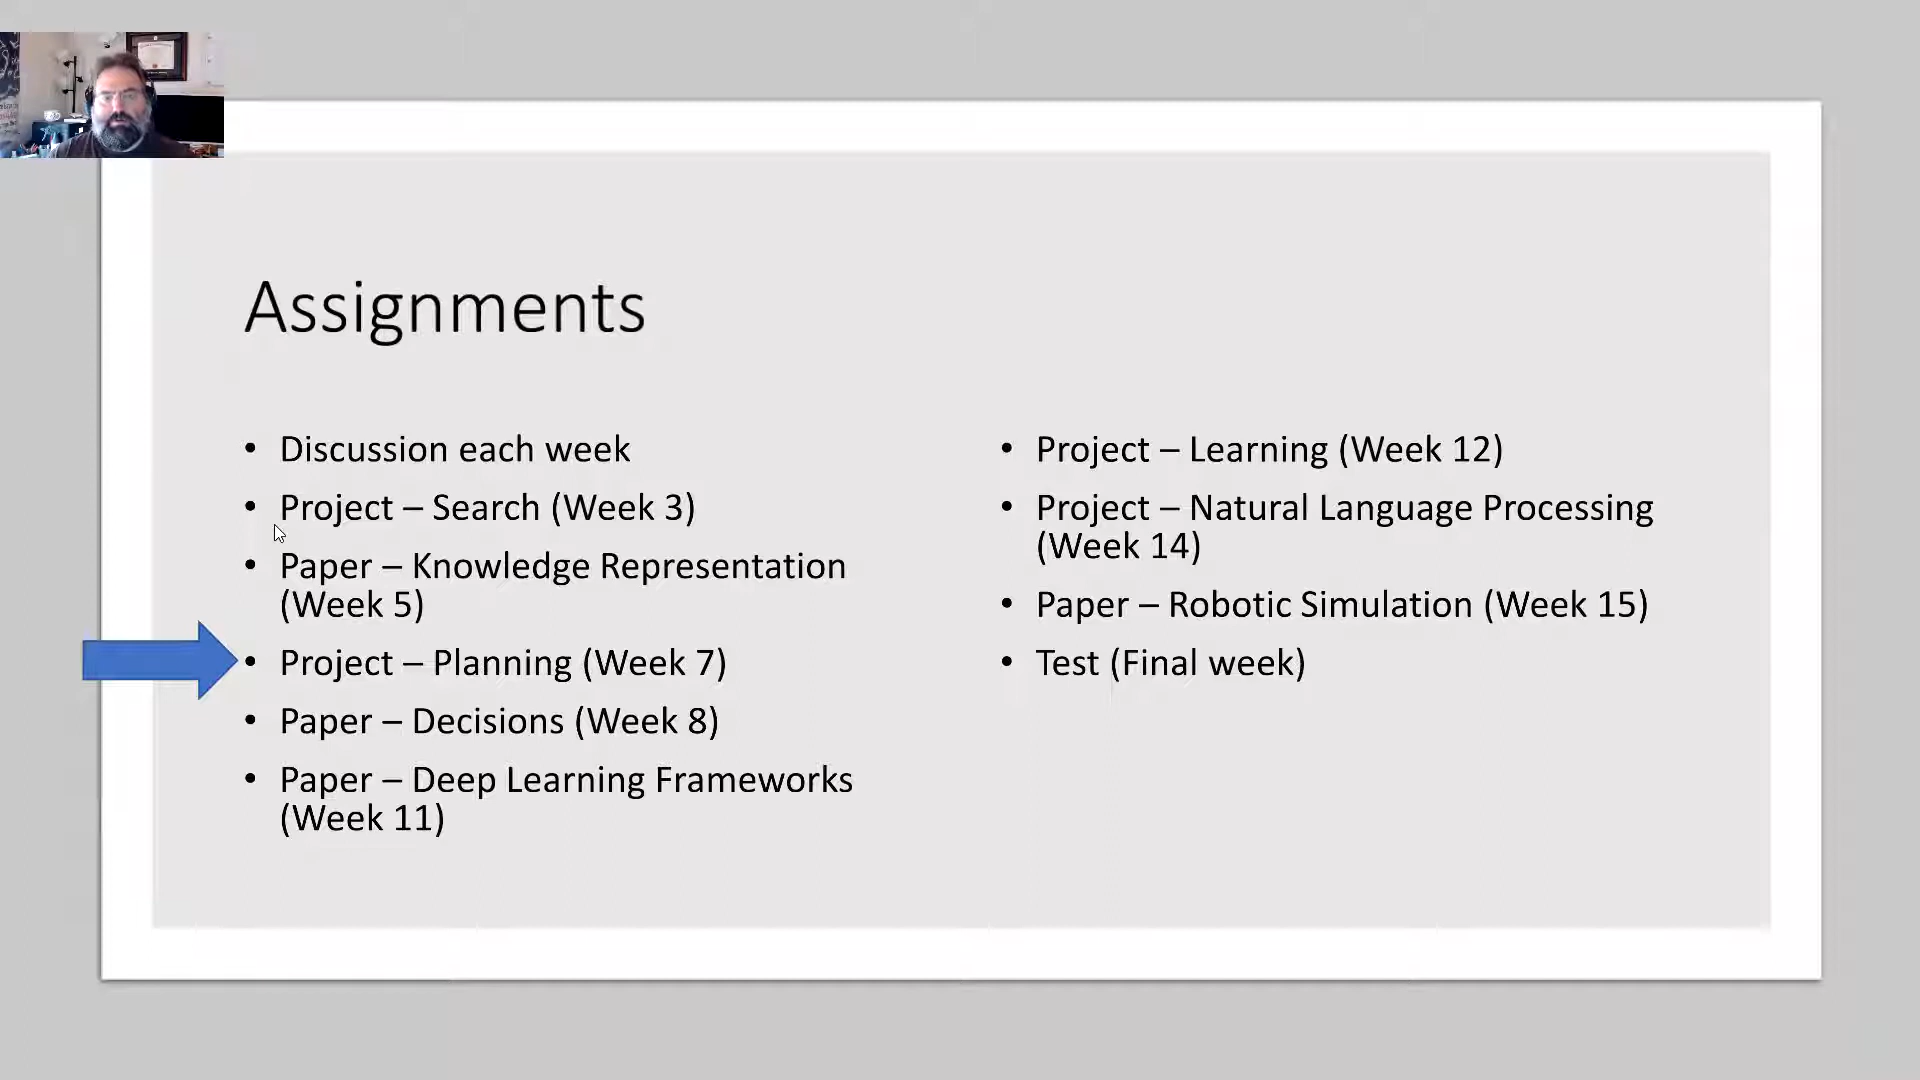 Assignments
• Discussion each week
• Project – Search (Week 3)
• Paper – Knowledge Representation
(Week 5)
• Project – Planning (Week 7)
• Paper – Decisions (Week 8)
• Paper – Deep Learning Frameworks
(Week 11)
• Project – Learning (Week 12)
• Project – Natural Language Processing
(Week 14)
• Paper – Robotic Simulation (Week 15)
• Test (Final week)